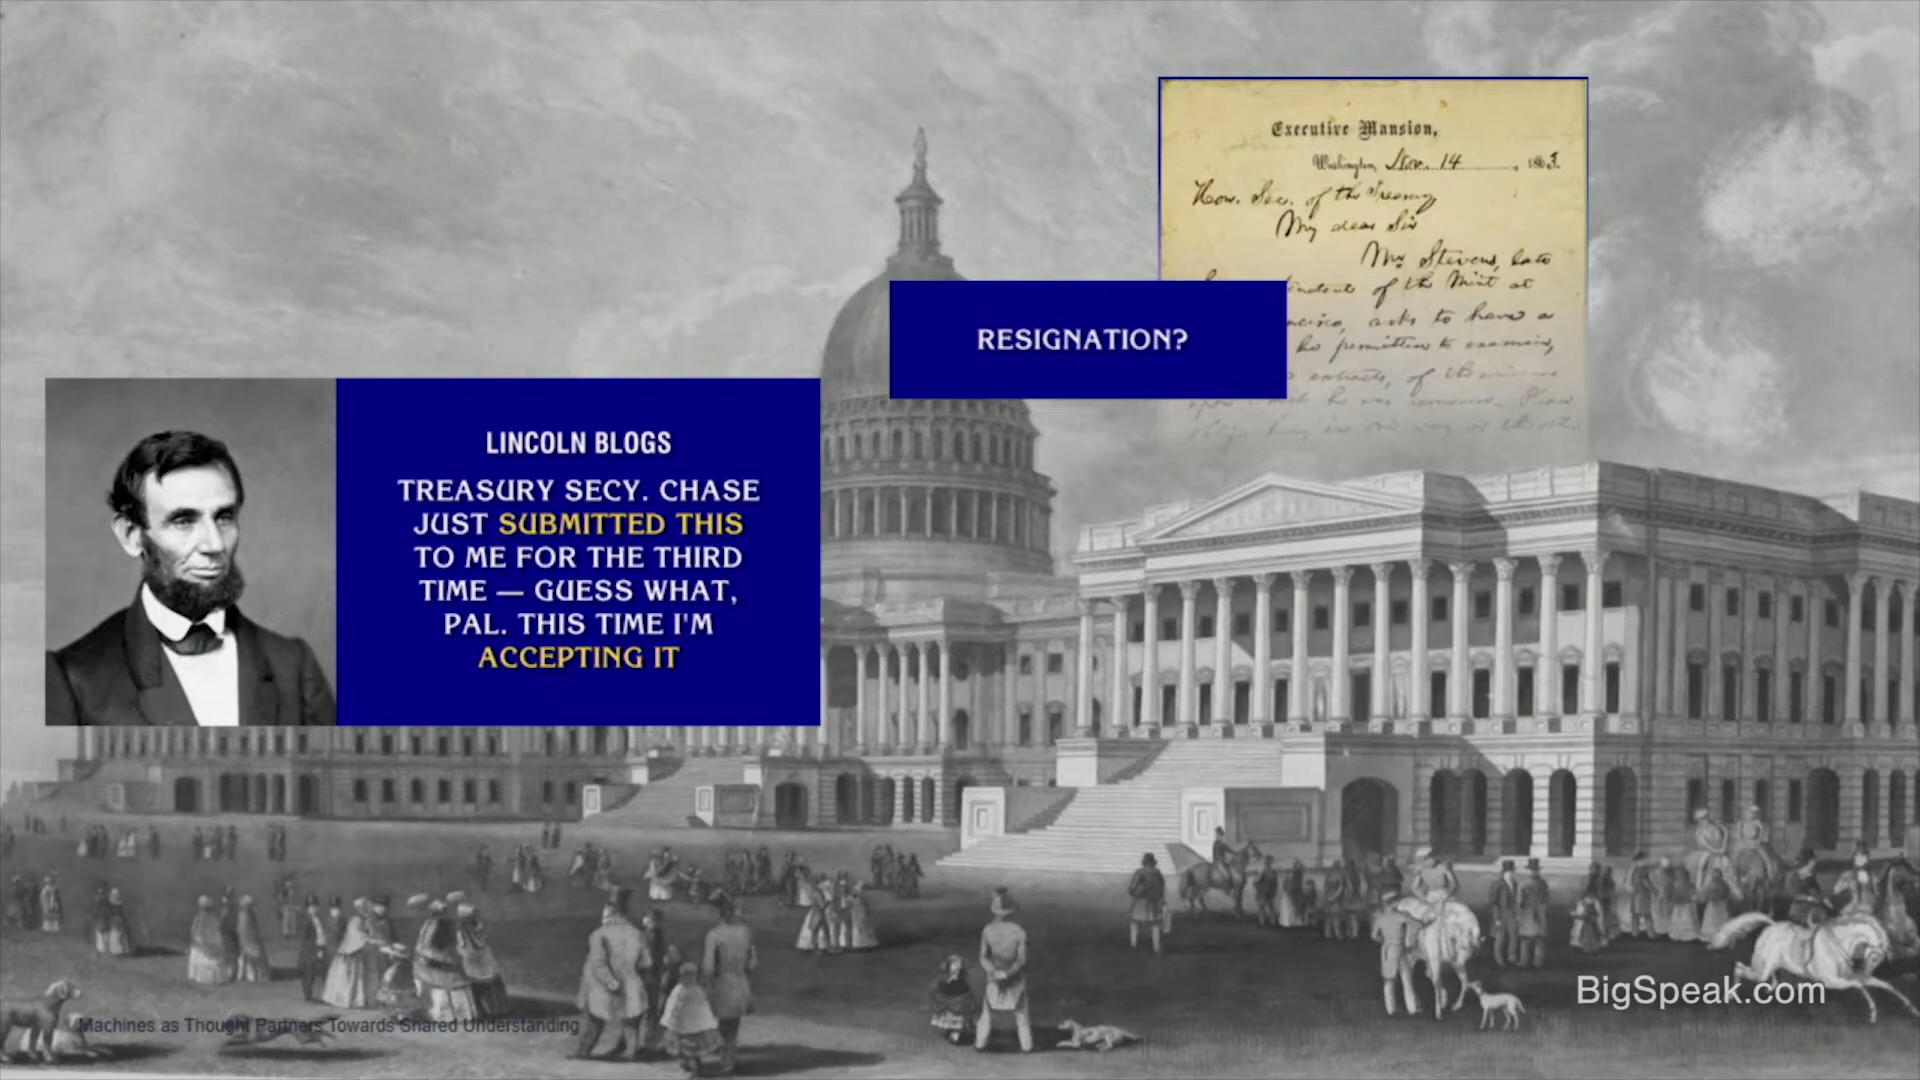 Executive Mansion,
Washington, Nov. 14, 1863.
Hon. Sec. of the Treasury
My dear Sir
Mr. Stevens, late
of the Mint at
asks to have a
be permitted to examine,
of the
RESIGNATION?
LINCOLN BLOGS
TREASURY SECY. CHASE
JUST SUBMITTED THIS
TO ME FOR THE THIRD
TIME — GUESS WHAT,
PAL. THIS TIME I'M
ACCEPTING IT
BigSpeak.com
Machines as Thought Partners Towards Shared Understanding